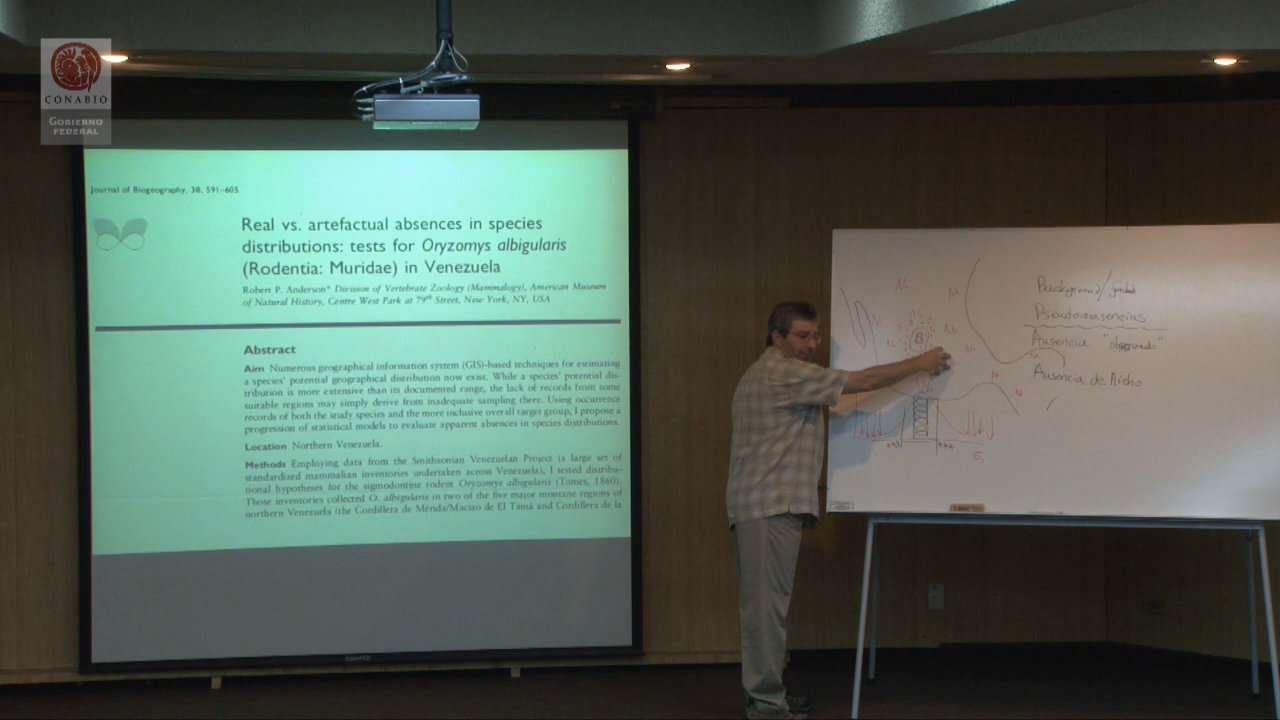 CONABIO
GOBIERNO
FEDERAL
Journal of Biogeography, 30, 591–605
Real vs. artefactual absences in species
distributions: tests for Oryzomys albigularis
(Rodentia: Muridae) in Venezuela
Robert P. Anderson* Division of Vertebrate Zoology (Mammalogy), American Museum
of Natural History, Centre West Park at 79th Street, New York, NY, USA
Abstract
Aim Numerous geographical information system (GIS)-based techniques for estimating
a species' potential geographical distribution now exist. While a species' potential dis-
tribution is more extensive than its documented range, the lack of records from some
suitable regions may simply derive from inadequate sampling there. Using occurrence
records of both the study species and the more inclusive overall target group, I propose a
progression of statistical models to evaluate apparent absences in species distributions.
Location Northern Venezuela.
Methods Employing data from the Smithsonian Venezuelan Project (a large set of
standardized mammalian inventories undertaken across Venezuela), I tested distribu-
tional hypotheses for the sigmodontine rodent Oryzomys albigularis (Tomes, 1860).
Those inventories collected O. albigularis in two of the five major montane regions of
northern Venezuela (the Cordillera de Mérida/Macizo de El Tamá and Cordillera de la
Background/
Pseudoausencias
Ausencia "observada"
Ausencia de Nicho